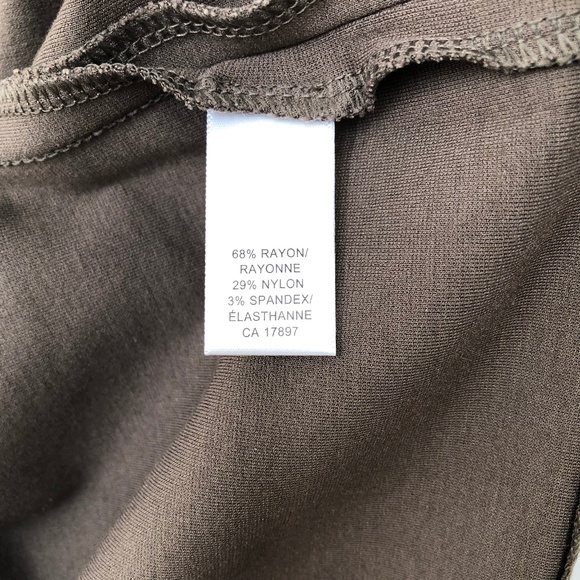 68% RAYON/
RAYONNE
29% NYLON
3% SPANDEX/
ÉLASTHANNE
CA 17897